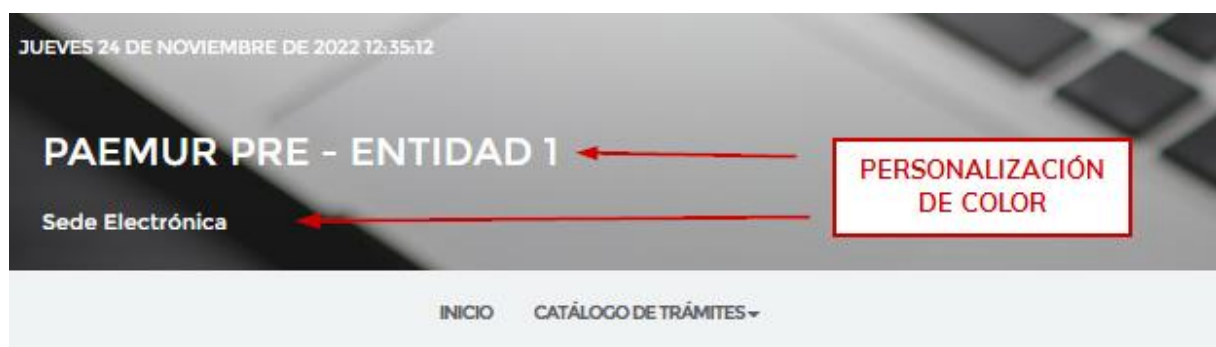 JUEVES 24 DE NOVIEMBRE DE 2022 12:35:12
PAEMUR PRE - ENTIDAD 1
Sede Electrónica
PERSONALIZACIÓN
DE COLOR
INICIO CATÁLOGO DE TRÁMITES